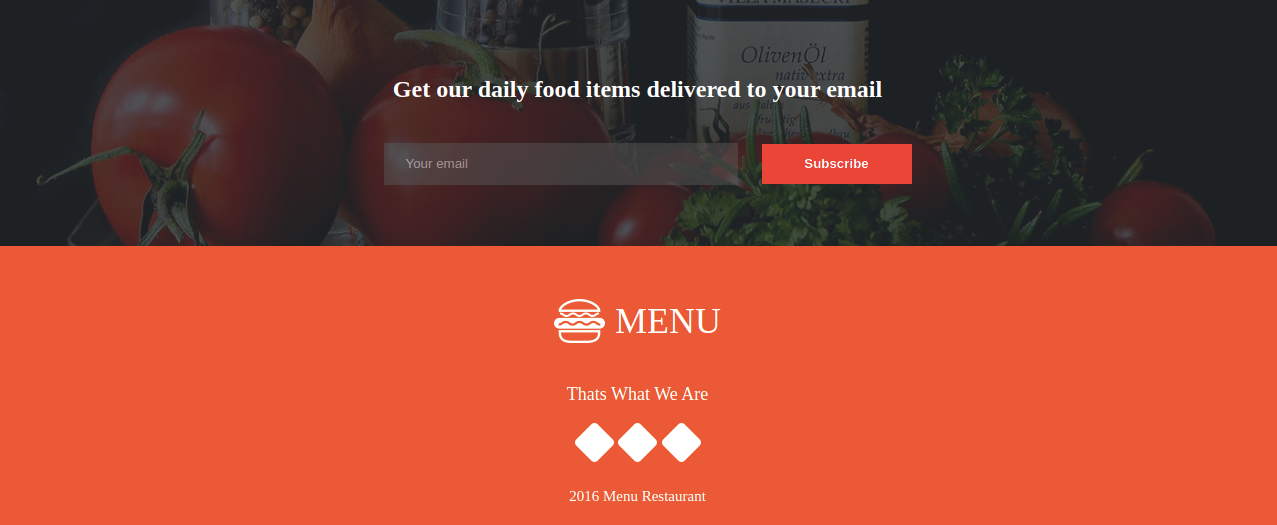 OlivenÖl
nativ extra
Get our daily food items delivered to your email
Your email
Subscribe
MENU
Thats What We Are
2016 Menu Restaurant